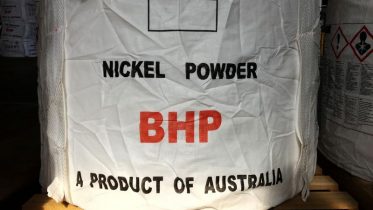 NICKEL POWDER
BHP
A PRODUCT OF AUSTRALIA